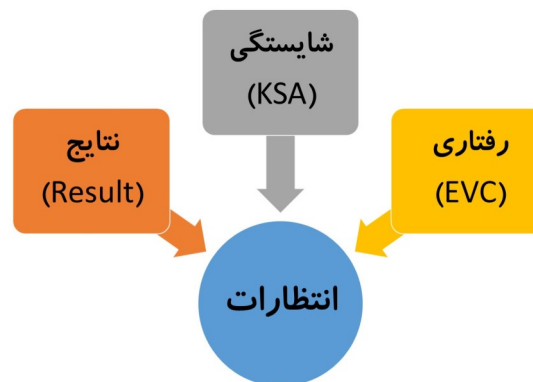 شایستگی
(KSA)
رفتاری
(EVC)
نتایج
(Result)
انتظارات